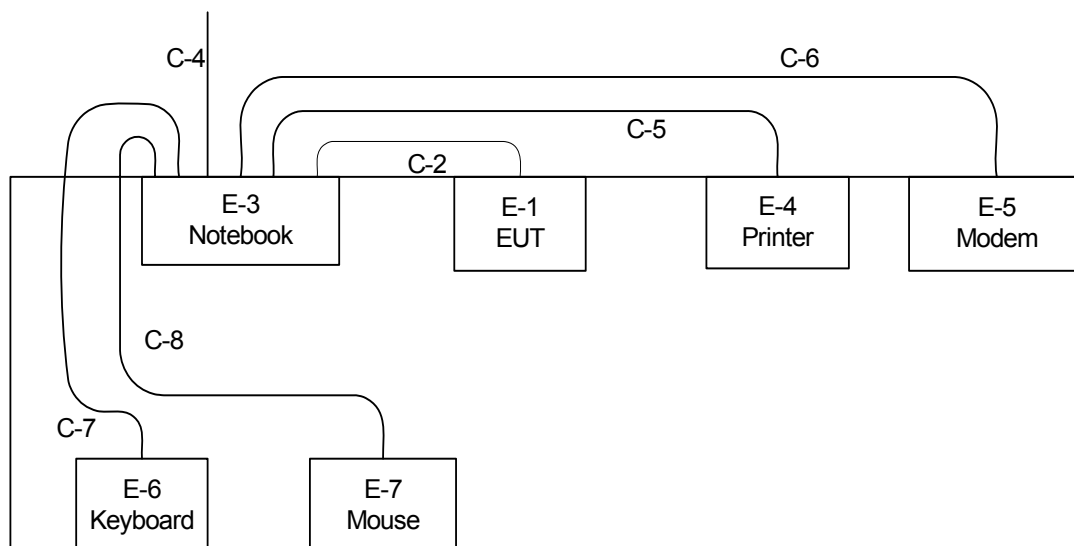 C-4
C-6
C-5
C-2
E-3
Notebook
E-1
EUT
E-4
Printer
E-5
Modem
C-8
C-7
E-6
Keyboard
E-7
Mouse